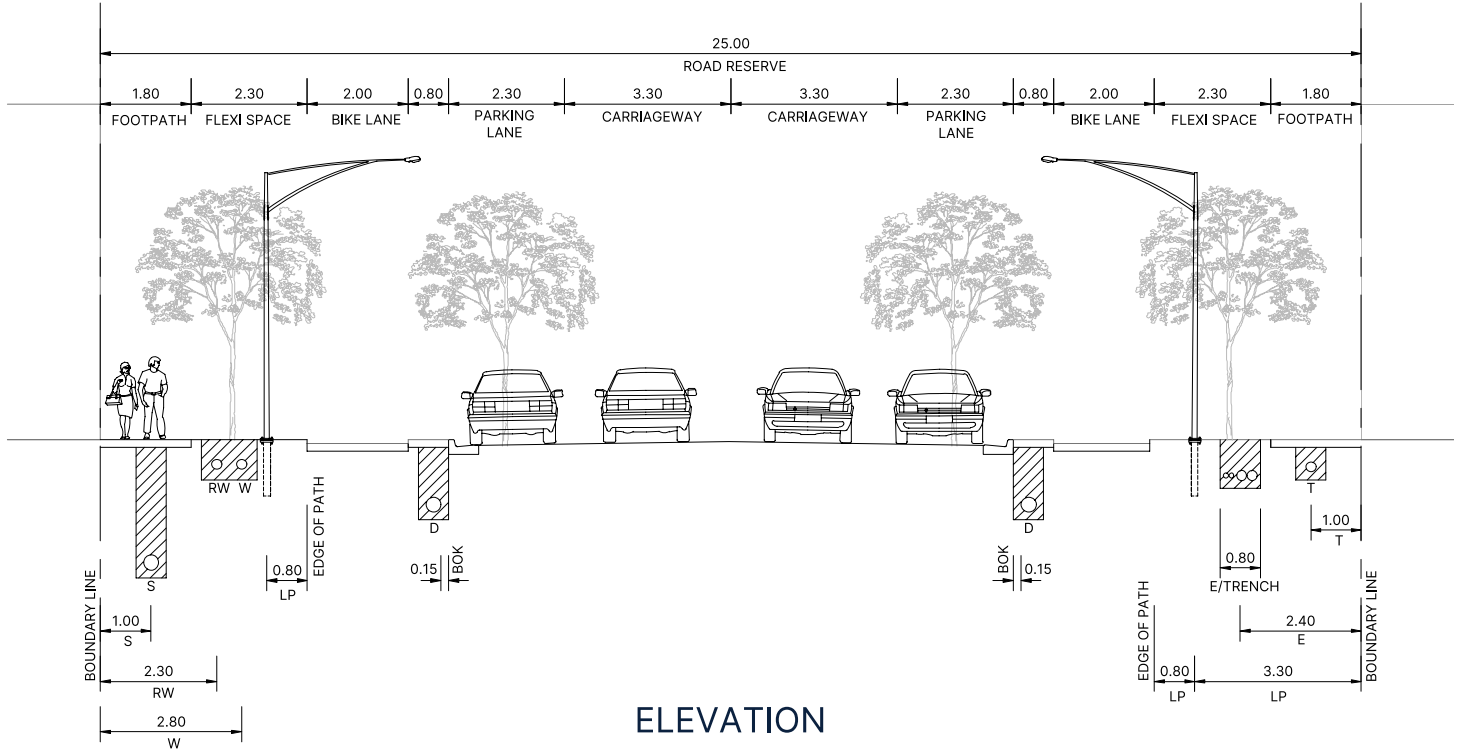 25.00
ROAD RESERVE
1.80 2.30 2.00 0.80 2.30 3.30 3.30 2.30 0.80 2.00 2.30 1.80
FOOTPATH FLEXI SPACE BIKE LANE PARKING LANE CARRIAGEWAY CARRIAGEWAY PARKING LANE BIKE LANE FLEXI SPACE FOOTPATH
RW W
T
D D
S
1.00
T
EDGE OF PATH
BOK
BOK
0.80
LP
0.15
0.15
0.80
E/TRENCH
BOUNDARY LINE
1.00
S
EDGE OF PATH
2.40
E
BOUNDARY LINE
2.30
RW
0.80
LP
3.30
LP
2.80
W
ELEVATION